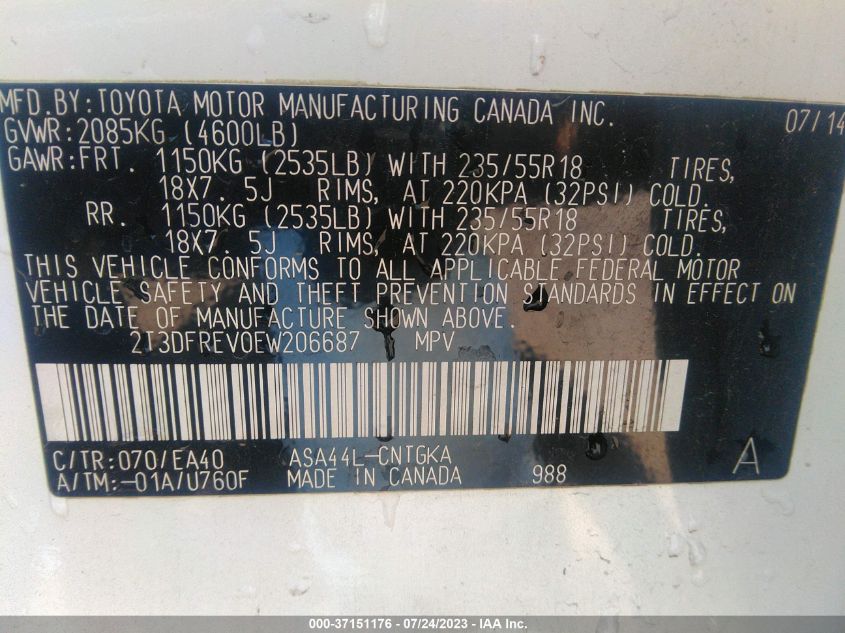 MFD.BY:TOYOTA MOTOR MANUFACTURING CANADA INC. 07/14
GVWR:2085KG (4600LB)
GAWR:FRT. 1150KG (2535LB) WITH 235/55R18 TIRES,
18X7. 5J RIMS, AT 220KPA (32PSI) COLD.
RR. 1150KG (2535LB) WITH 235/55R18 TIRES,
18X7. 5J RIMS, AT 220KPA (32PSI) COLD.
THIS VEHICLE CONFORMS TO ALL APPLICABLE FEDERAL MOTOR
VEHICLE SAFETY AND THEFT PREVENTION STANDARDS IN EFFECT ON
THE DATE OF MANUFACTURE SHOWN ABOVE.
2T3DFREV0EW206687 MPV
C/TR:070/EA40 ASA44L-CNTGKA
A/TM:-01A/U760F MADE IN CANADA 988 A
000-37151176 - 07/24/2023 - IAA Inc.